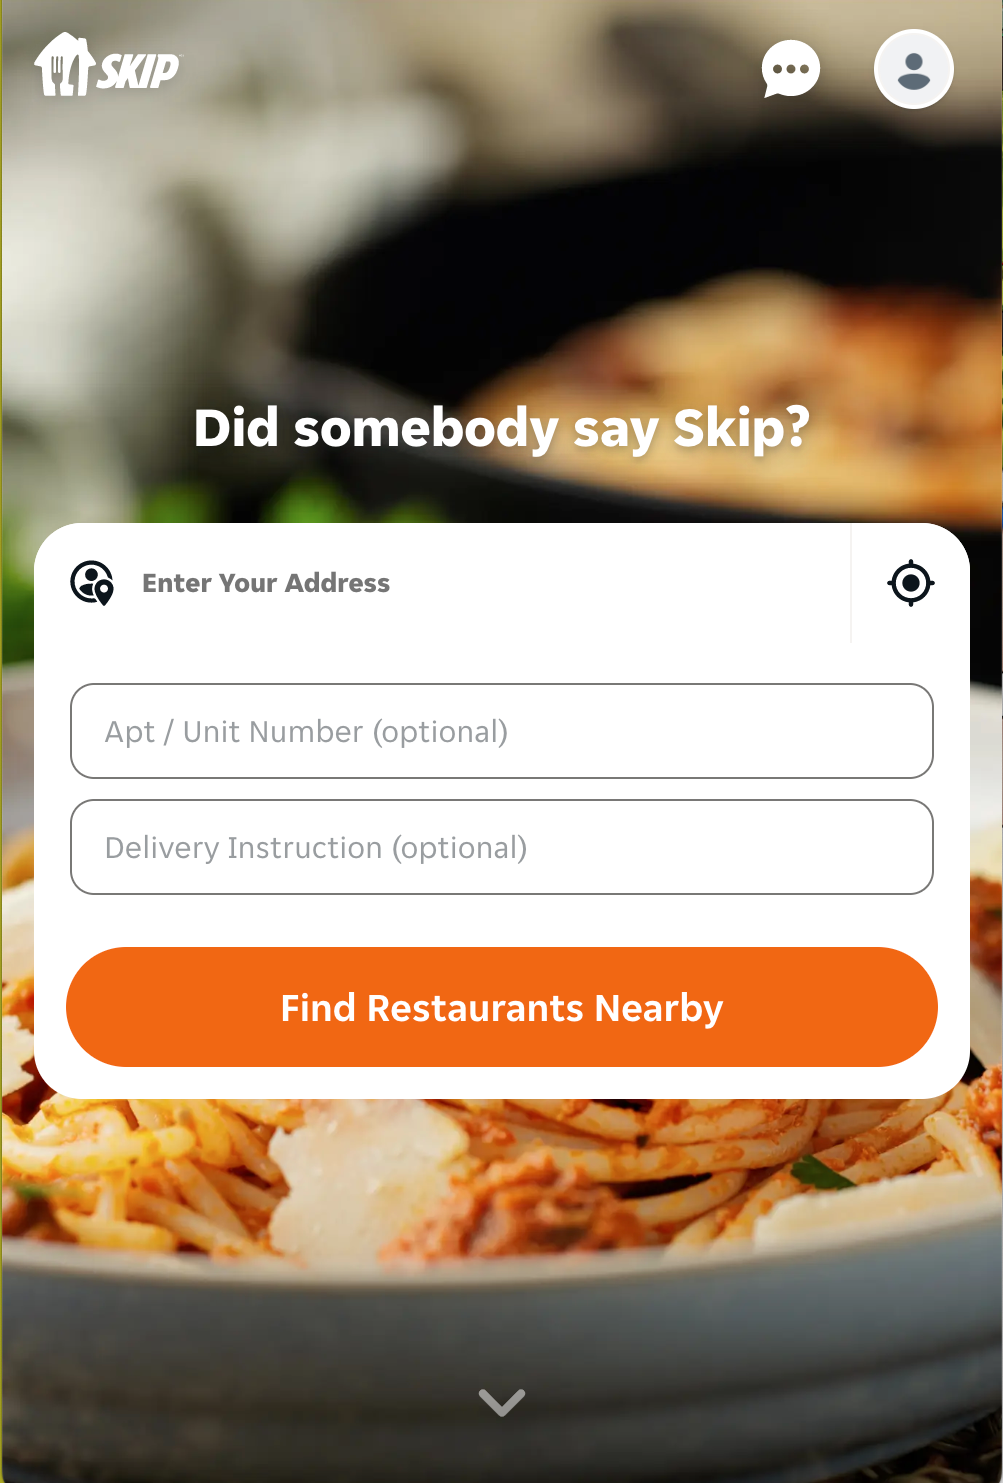 SKIP
Did somebody say Skip?
Enter Your Address
Apt / Unit Number (optional)
Delivery Instruction (optional)
Find Restaurants Nearby